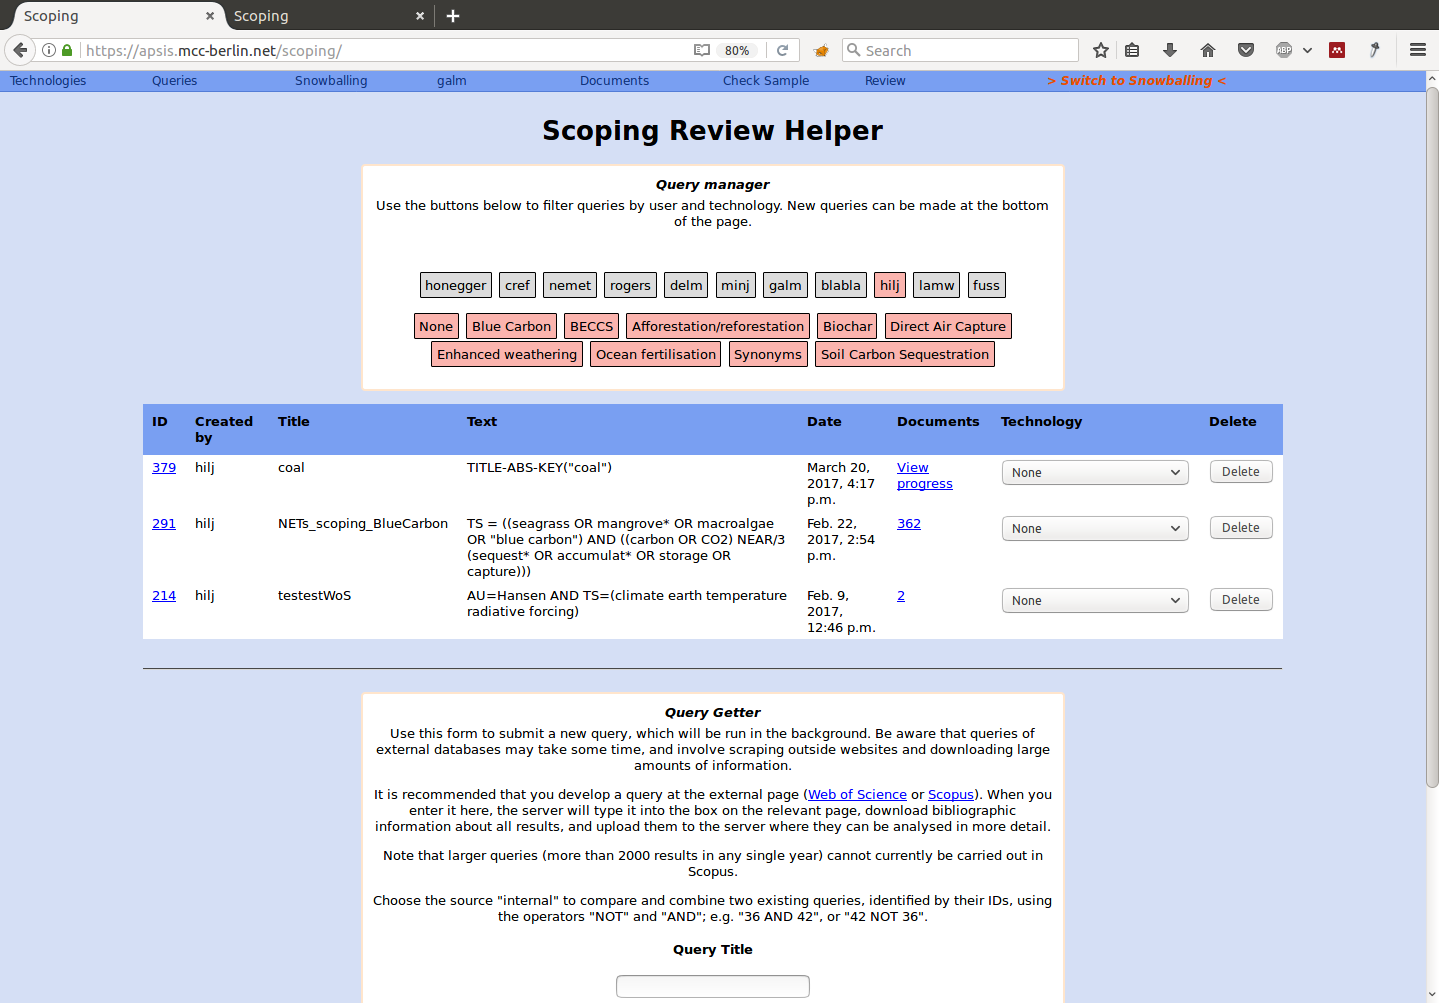 Scoping
Scoping
https://apsis.mcc-berlin.net/scoping/
80%
Search
ABP
Technologies
Queries
Snowballing
galm
Documents
Check Sample
Review
> Switch to Snowballing <
Scoping Review Helper
Query manager
Use the buttons below to filter queries by user and technology. New queries can be made at the bottom
of the page.
honegger cref nemet rogers delm minj galm blabla hilj lamw fuss
None Blue Carbon BECCS Afforestation/reforestation Biochar Direct Air Capture
Enhanced weathering Ocean fertilisation Synonyms Soil Carbon Sequestration
ID Created by Title Text Date Documents Technology Delete
379 hilj coal TITLE-ABS-KEY("coal") March 20, 2017, 4:17 p.m. View progress None Delete
291 hilj NETs_scoping_BlueCarbon TS = ((seagrass OR mangrove* OR macroalgae
OR "blue carbon") AND ((carbon OR CO2) NEAR/3
(sequest* OR accumulat* OR storage OR
capture))) Feb. 22, 2017, 2:54 p.m. 362 None Delete
214 hilj testestWoS AU=Hansen AND TS=(climate earth temperature
radiative forcing) Feb. 9, 2017, 12:46 p.m. 2 None Delete
Query Getter
Use this form to submit a new query, which will be run in the background. Be aware that queries of
external databases may take some time, and involve scraping outside websites and downloading large
amounts of information.
It is recommended that you develop a query at the external page (Web of Science or Scopus). When you
enter it here, the server will type it into the box on the relevant page, download bibliographic
information about all results, and upload them to the server where they can be analysed in more detail.
Note that larger queries (more than 2000 results in any single year) cannot currently be carried out in
Scopus.
Choose the source "internal" to compare and combine two existing queries, identified by their IDs, using
the operators "NOT" and "AND"; e.g. "36 AND 42", or "42 NOT 36".
Query Title